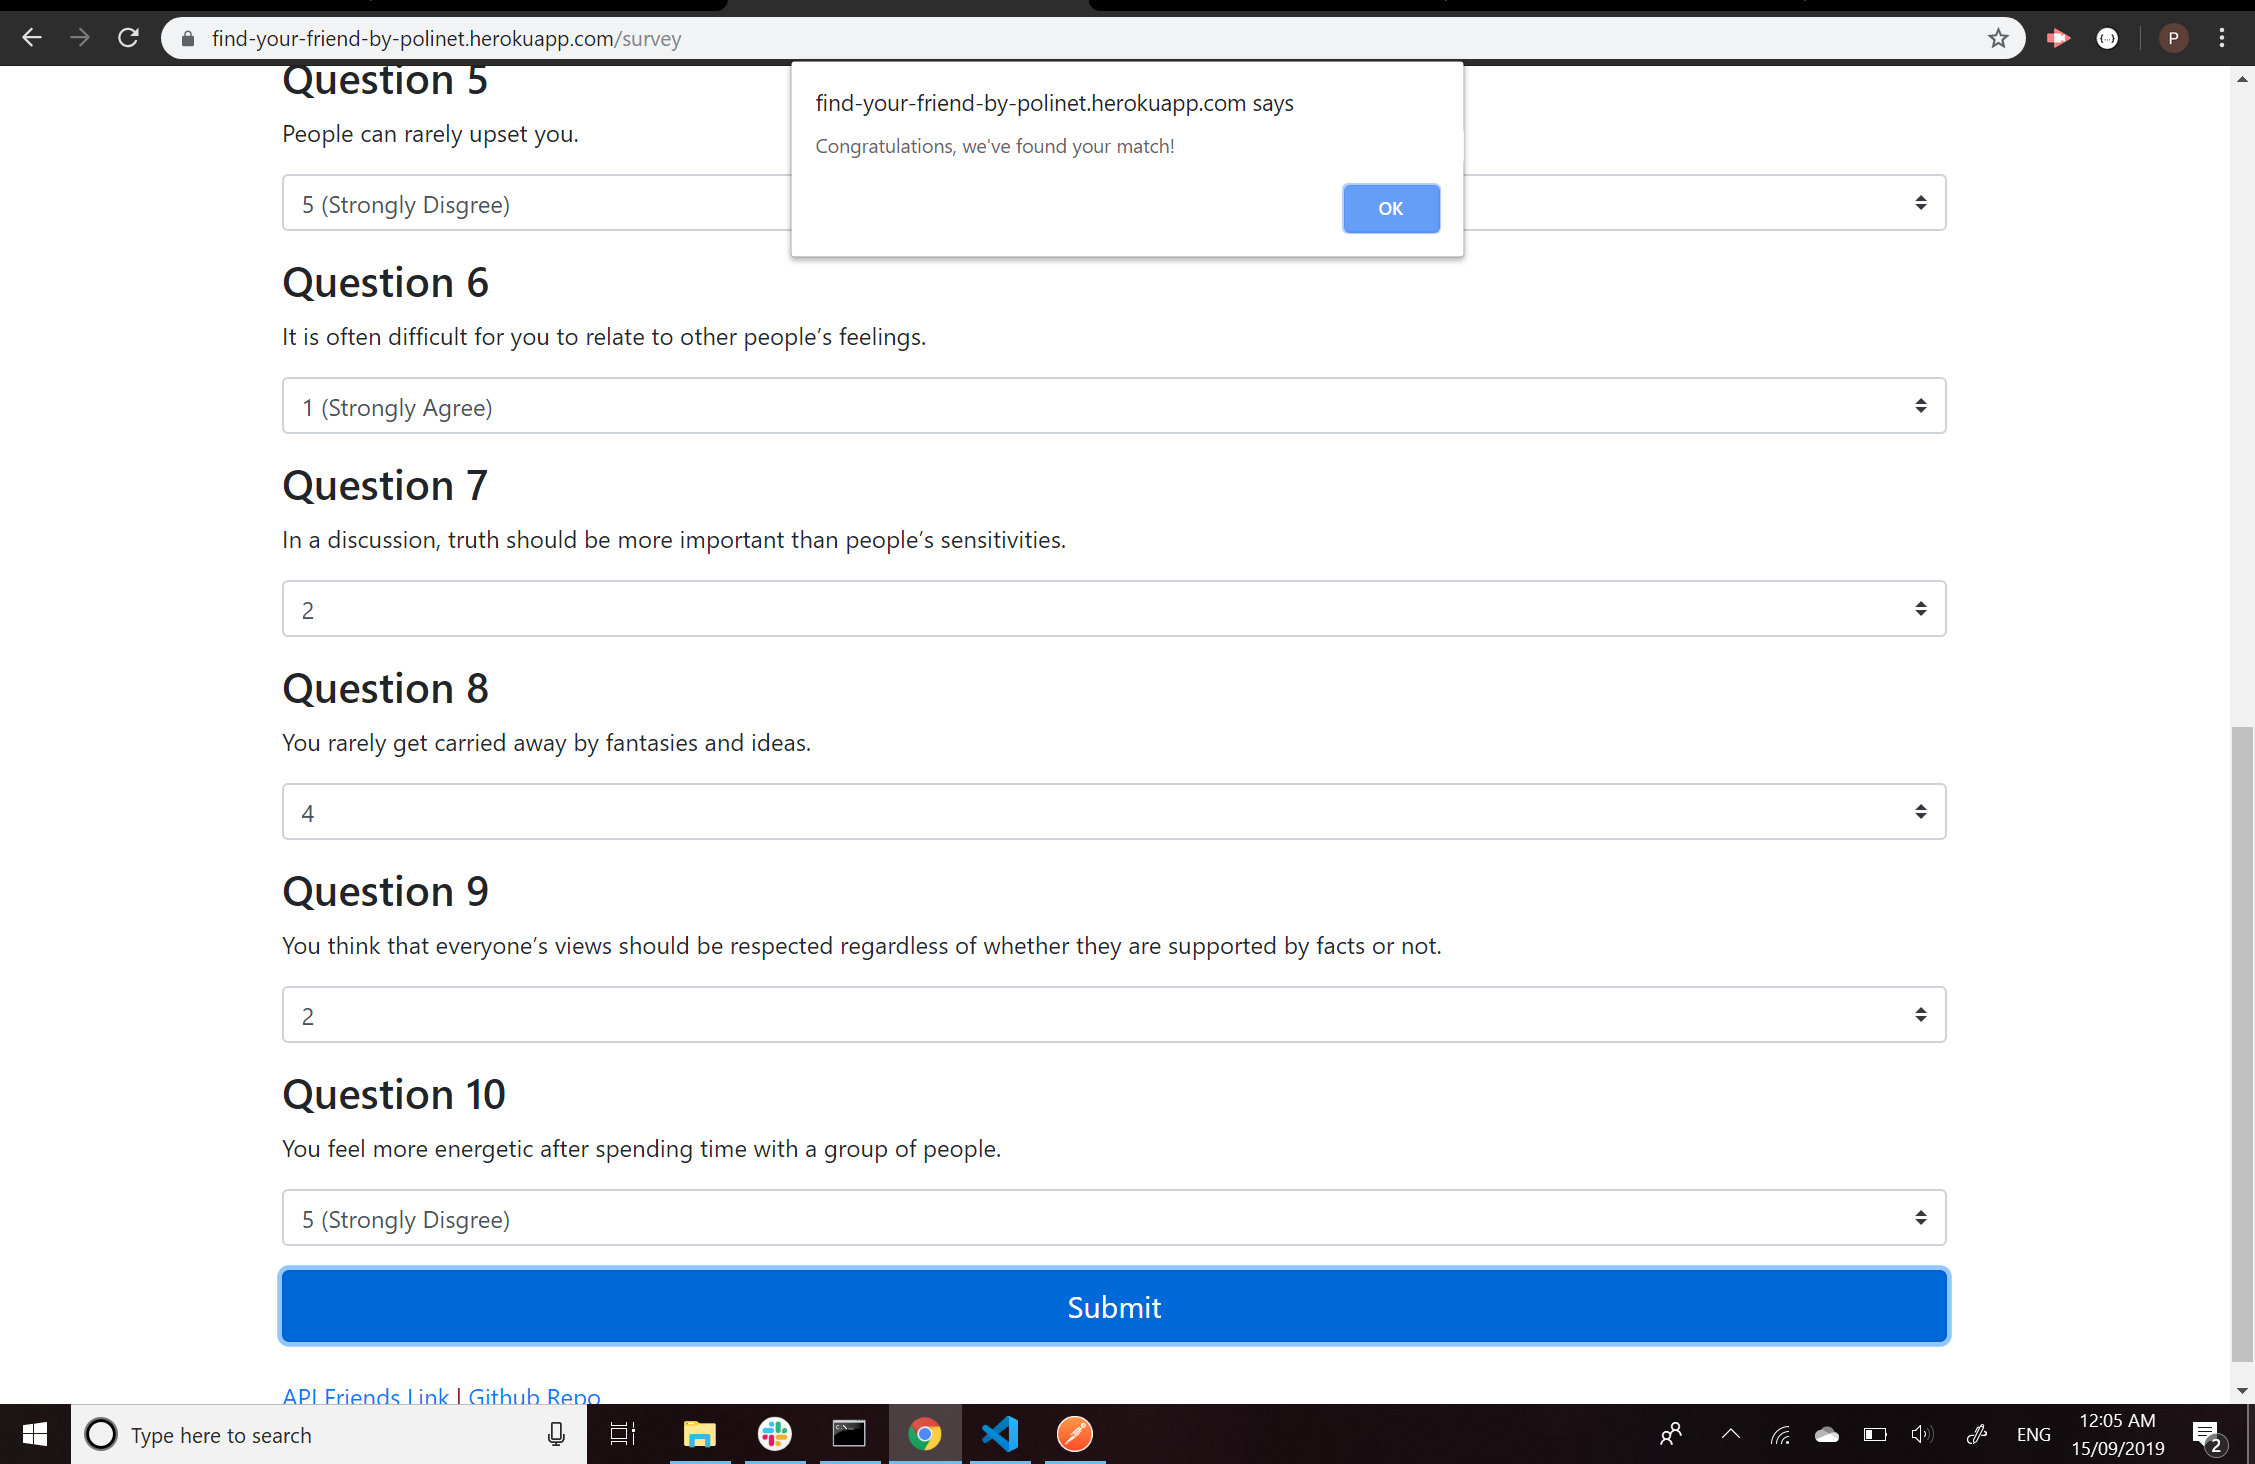 find-your-friend-by-polinet.herokuapp.com/survey
P
find-your-friend-by-polinet.herokuapp.com says
Congratulations, we've found your match!
OK
Question 5
People can rarely upset you.
5 (Strongly Disgree)
Question 6
It is often difficult for you to relate to other people’s feelings.
1 (Strongly Agree)
Question 7
In a discussion, truth should be more important than people’s sensitivities.
2
Question 8
You rarely get carried away by fantasies and ideas.
4
Question 9
You think that everyone’s views should be respected regardless of whether they are supported by facts or not.
2
Question 10
You feel more energetic after spending time with a group of people.
5 (Strongly Disgree)
Submit
API Friends Link | Github Repo
Type here to search
ENG
12:05 AM
15/09/2019
2